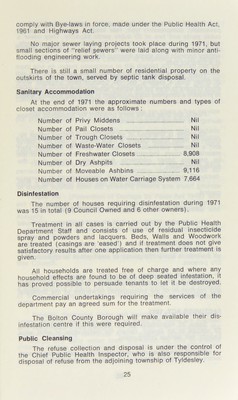 comply with Bye-laws in force, made under the Public Health Act,
1961 and Highways Act.
No major sewer laying projects took place during 1971, but
small sections of "relief sewers" were laid along with minor anti-
flooding engineering work.
There is still a small number of residential property on the
outskirts of the town, served by septic tank disposal.
Sanitary Accommodation
At the end of 1971 the approximate numbers and types of
closet accommodation were as follows:
Number of Privy Middens Nil
Number of Pail Closets Nil
Number of Trough Closets Nil
Number of Waste-Water Closets Nil
Number of Freshwater Closets 8,908
Number of Dry Ashpits Nil
Number of Moveable Ashbins 9,116
Number of Houses on Water Carriage System 7,664
Disinfestation
The number of houses requiring disinfestation during 1971
was 15 in total (9 Council Owned and 6 other owners).
Treatment in all cases is carried out by the Public Health
Department Staff and consists of use of residual insecticide
spray and powders and lacquers. Beds, Walls and Woodwork
are treated (casings are 'eased') and if treatment does not give
satisfactory results after one application then further treatment is
given.
All households are treated free of charge and where any
household effects are found to be of deep seated infestation, it
has proved possible to persuade tenants to let it be destroyed.
Commercial undertakings requiring the services of the
department pay an agreed sum for the treatment.
The Bolton County Borough will make available their dis-
infestation centre if this were required.
Public Cleansing
The refuse collection and disposal is under the control of
the Chief Public Health Inspector, who is also responsible for
disposal of refuse from the adjoining township of Tyldesley.
25